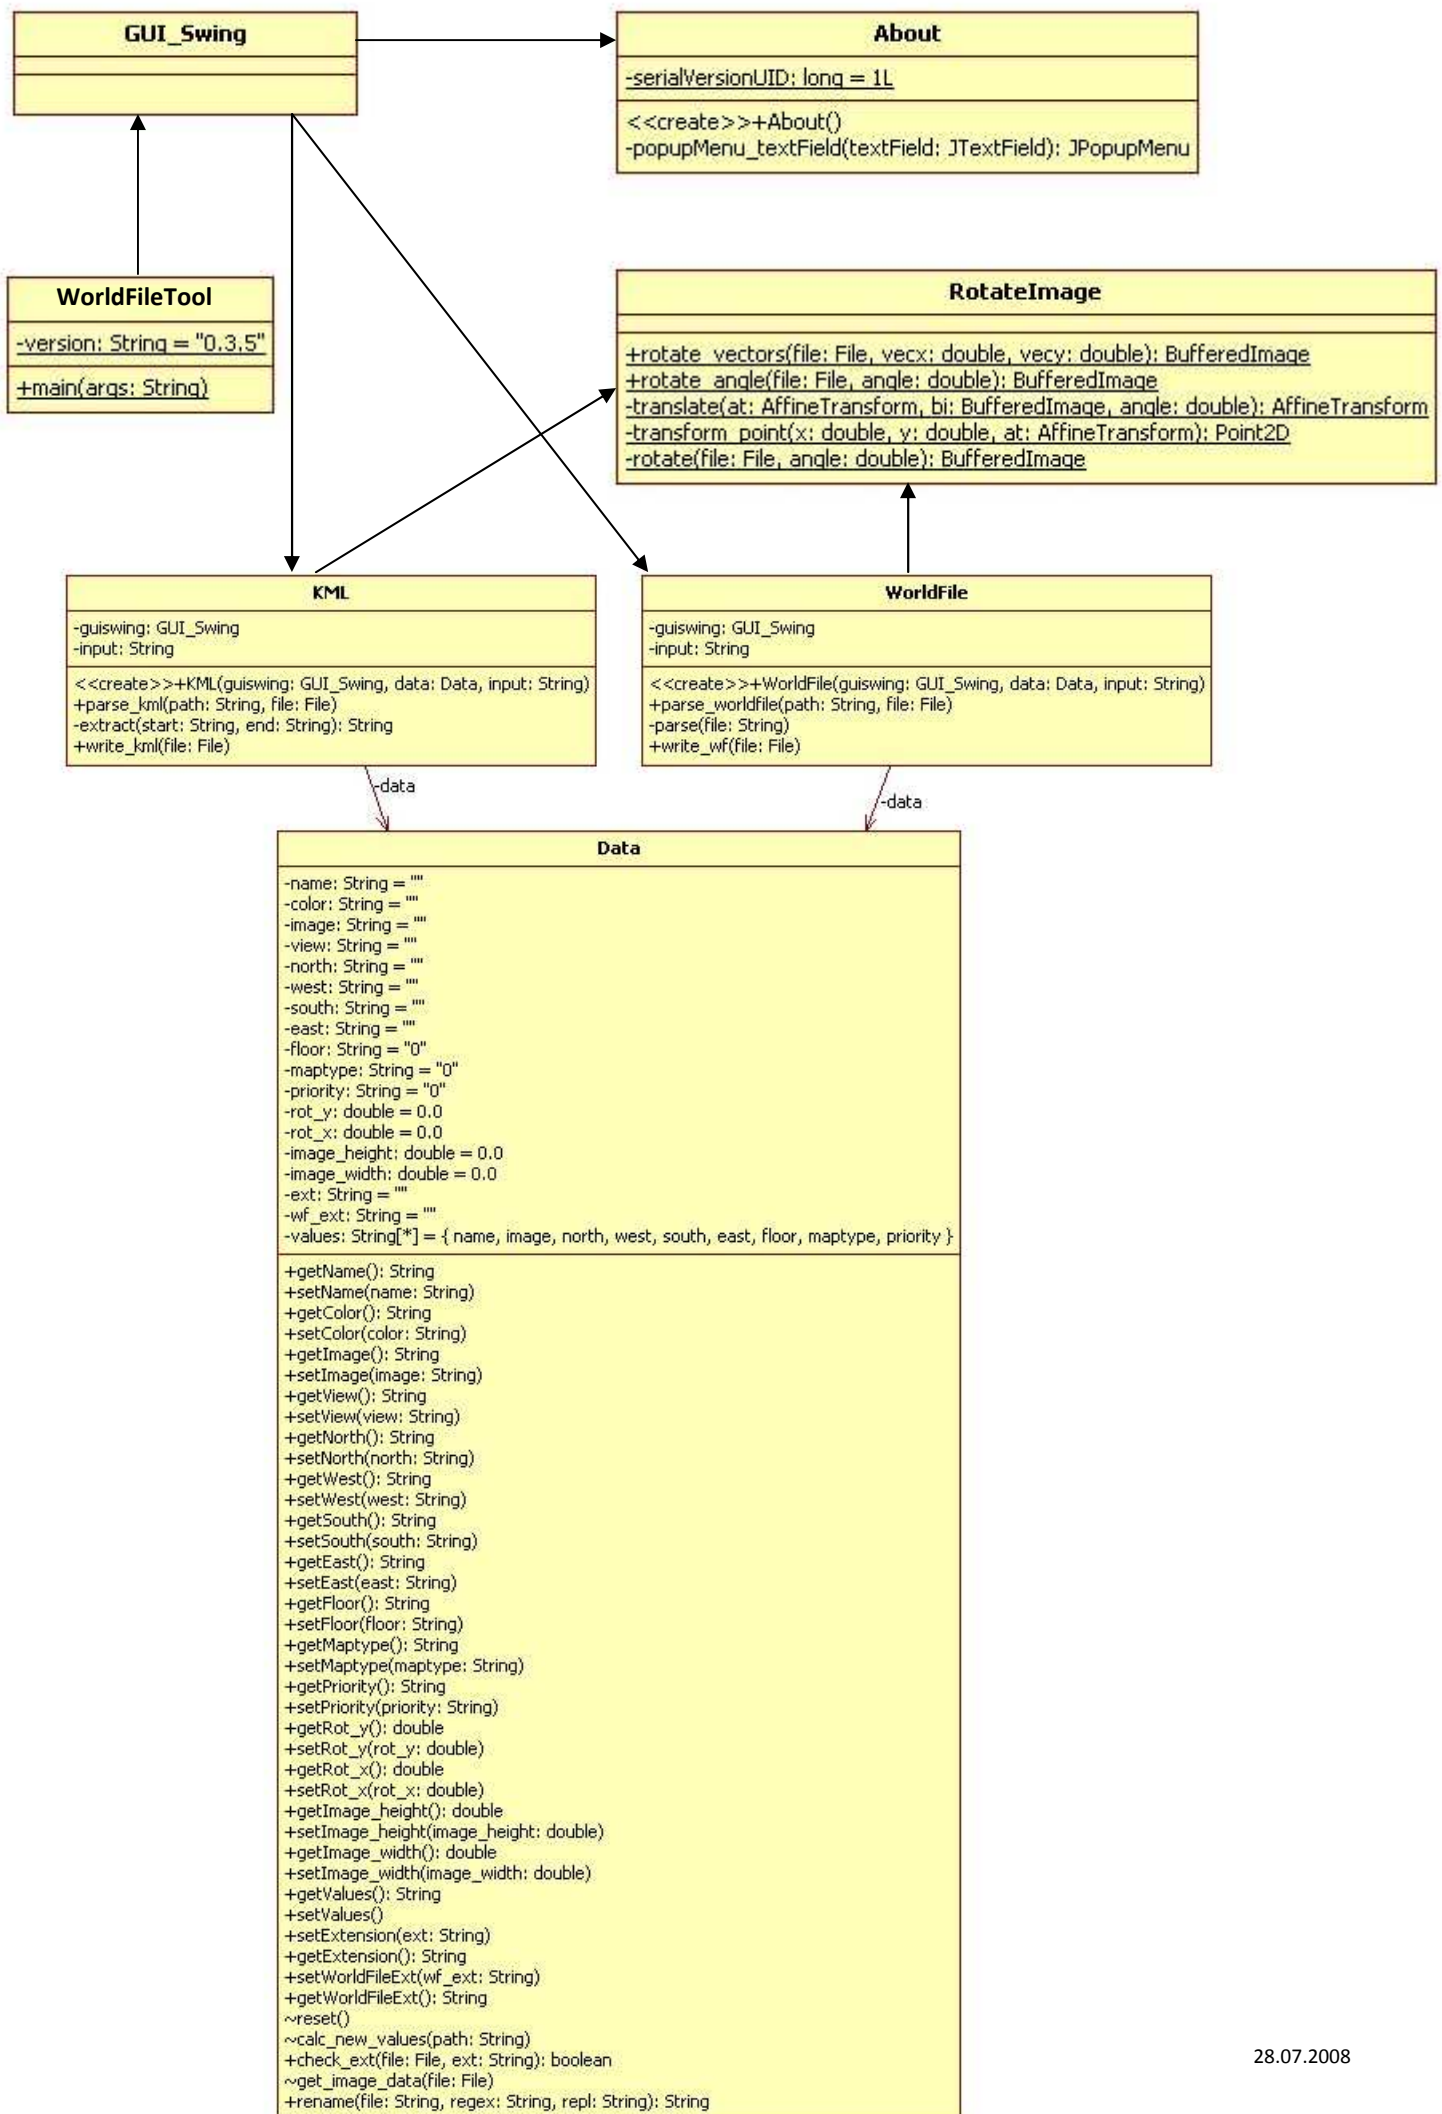 GUI_Swing
About
-serialVersionUID: long = 1L
<<create>>+About()
-popupMenu_textField(textField: JTextField): JPopupMenu
WorldFileTool
-version: String = "0.3.5"
+main(args: String)
RotateImage
+rotate_vectors(file: File, vecx: double, vecy: double): BufferedImage
+rotate_angle(file: File, angle: double): BufferedImage
-translate(at: AffineTransform, bi: BufferedImage, angle: double): AffineTransform
-transform_point(x: double, y: double, at: AffineTransform): Point2D
-rotate(file: File, angle: double): BufferedImage
KML
-guiswing: GUI_Swing
-input: String
<<create>>+KML(guiswing: GUI_Swing, data: Data, input: String)
+parse_kml(path: String, file: File)
-extract(start: String, end: String): String
+write_kml(file: File)
WorldFile
-guiswing: GUI_Swing
-input: String
<<create>>+WorldFile(guiswing: GUI_Swing, data: Data, input: String)
+parse_worldfile(path: String, file: File)
-parse(file: String)
+write_wf(file: File)
-data
-data
Data
-name: String = ""
-color: String = ""
-image: String = ""
-view: String = ""
-north: String = ""
-west: String = ""
-south: String = ""
-east: String = ""
-floor: String = "0"
-maptype: String = "0"
-priority: String = "0"
-rot_y: double = 0.0
-rot_x: double = 0.0
-image_height: double = 0.0
-image_width: double = 0.0
-ext: String = ""
-wf_ext: String = ""
-values: String[*] = { name, image, north, west, south, east, floor, maptype, priority }
+getName(): String
+setName(name: String)
+getColor(): String
+setColor(color: String)
+getImage(): String
+setImage(image: String)
+getView(): String
+setView(view: String)
+getNorth(): String
+setNorth(north: String)
+getWest(): String
+setWest(west: String)
+getSouth(): String
+setSouth(south: String)
+getEast(): String
+setEast(east: String)
+getFloor(): String
+setFloor(floor: String)
+getMaptype(): String
+setMaptype(maptype: String)
+getPriority(): String
+setPriority(priority: String)
+getRot_y(): double
+setRot_y(rot_y: double)
+getRot_x(): double
+setRot_x(rot_x: double)
+getImage_height(): double
+setImage_height(image_height: double)
+getImage_width(): double
+setImage_width(image_width: double)
+getValues(): String
+setValues()
+setExtension(ext: String)
+getExtension(): String
+setWorldFileExt(wf_ext: String)
+getWorldFileExt(): String
~reset()
~calc_new_values(path: String)
+check_ext(file: File, ext: String): boolean
~get_image_data(file: File)
+rename(file: String, regex: String, repl: String): String
28.07.2008